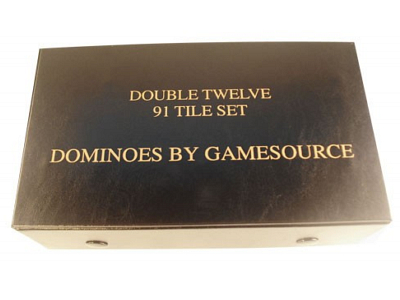 DOUBLE TWELVE
91 TILE SET
DOMINOES BY GAMESOURCE